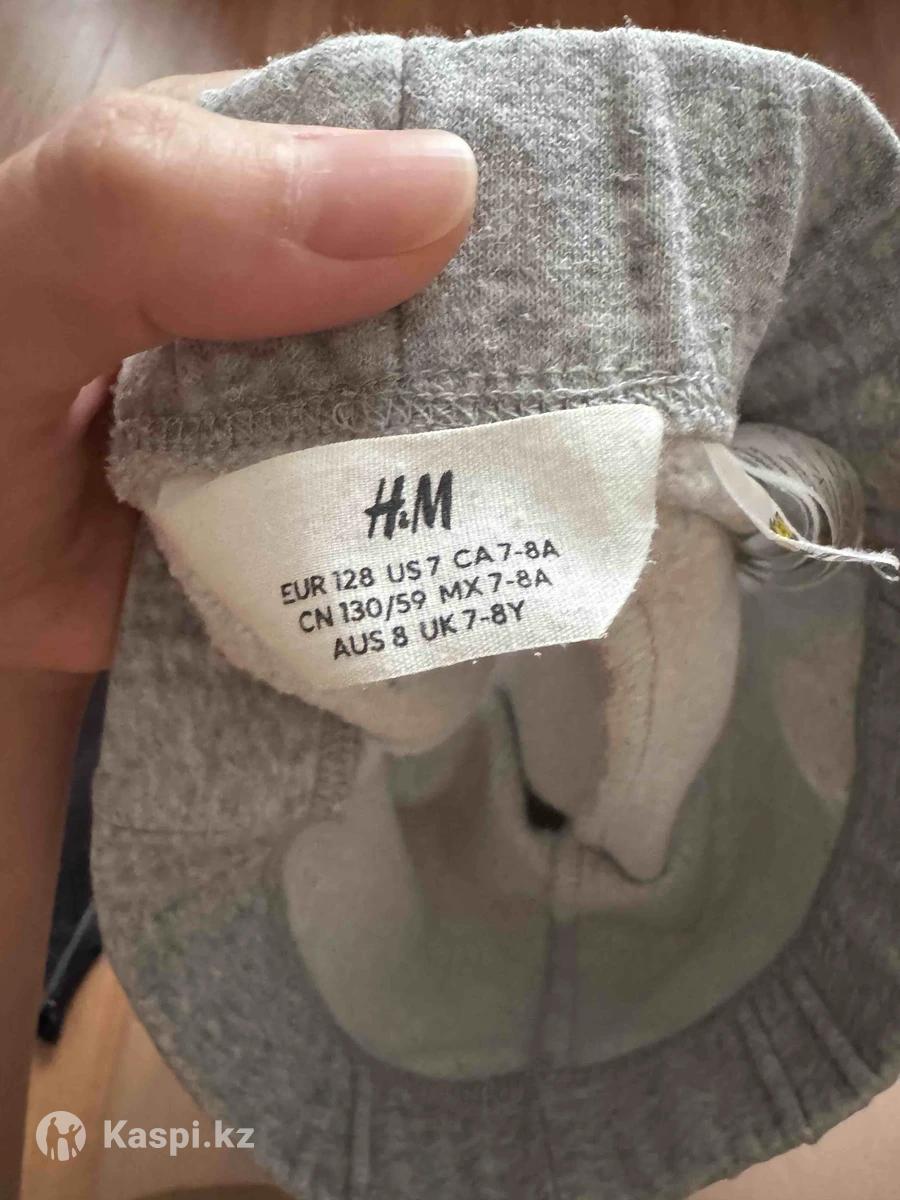 H&M
EUR 128 US 7 CA 7-8A
CN 130/59 MX 7-8A
AUS 8 UK 7-8Y
Kaspi.kz